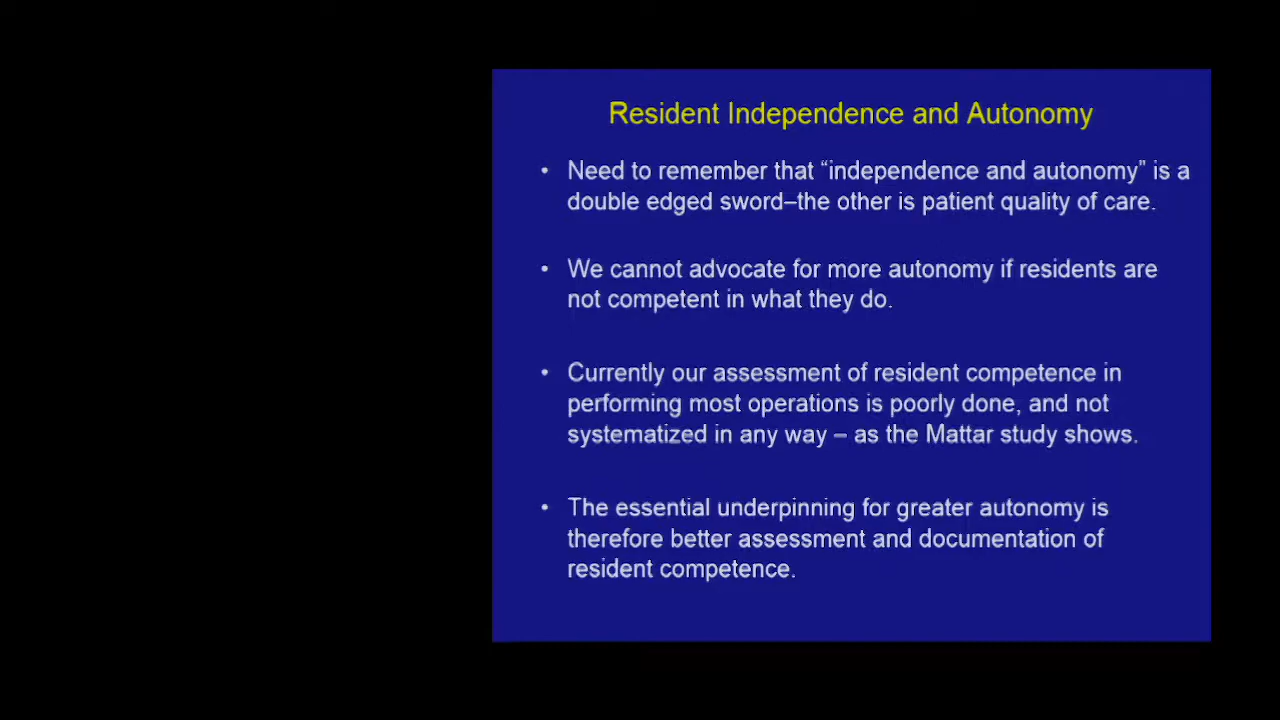 Resident Independence and Autonomy
• Need to remember that “independence and autonomy” is a
double edged sword–the other is patient quality of care.
• We cannot advocate for more autonomy if residents are
not competent in what they do.
• Currently our assessment of resident competence in
performing most operations is poorly done, and not
systematized in any way – as the Mattar study shows.
• The essential underpinning for greater autonomy is
therefore better assessment and documentation of
resident competence.